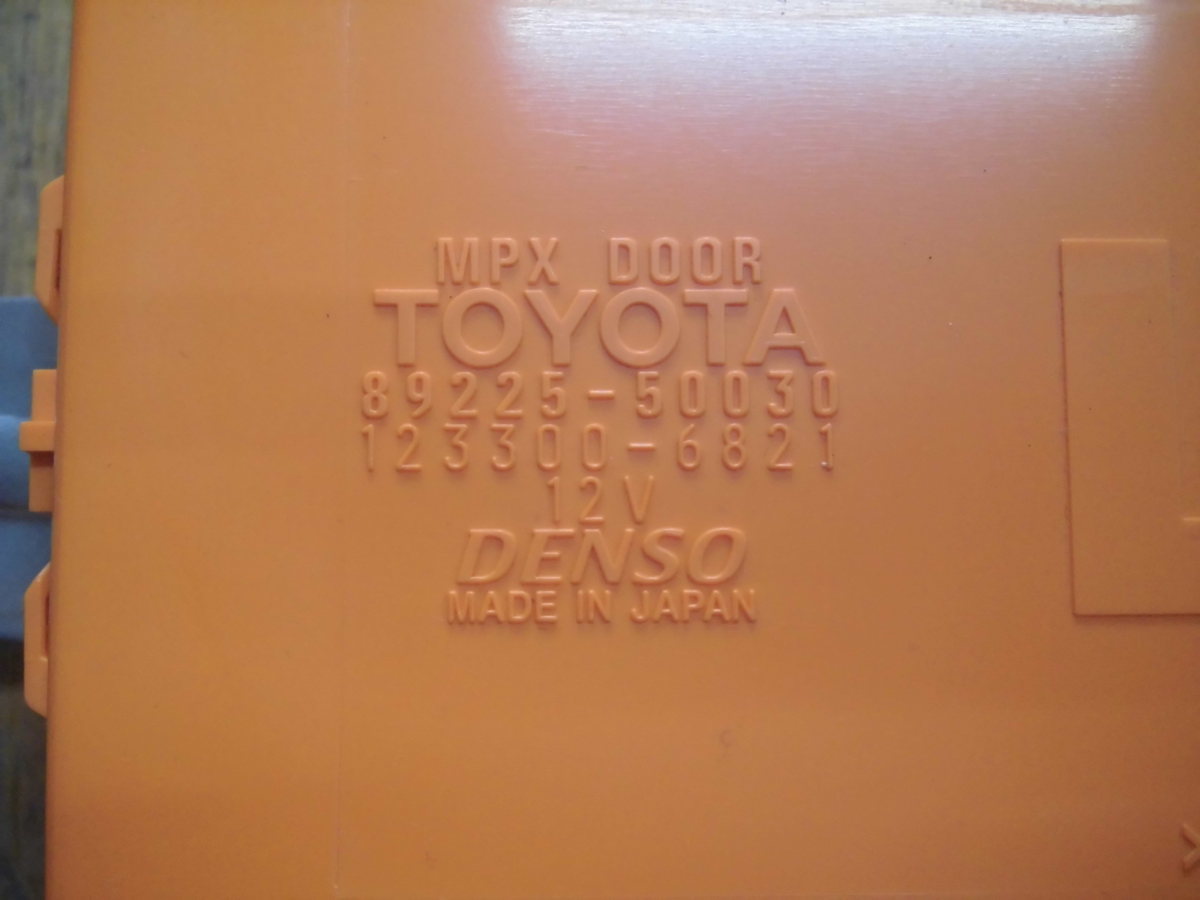 MPX DOOR
TOYOTA
89225-50030
123300-6821
12V
DENSO
MADE IN JAPAN